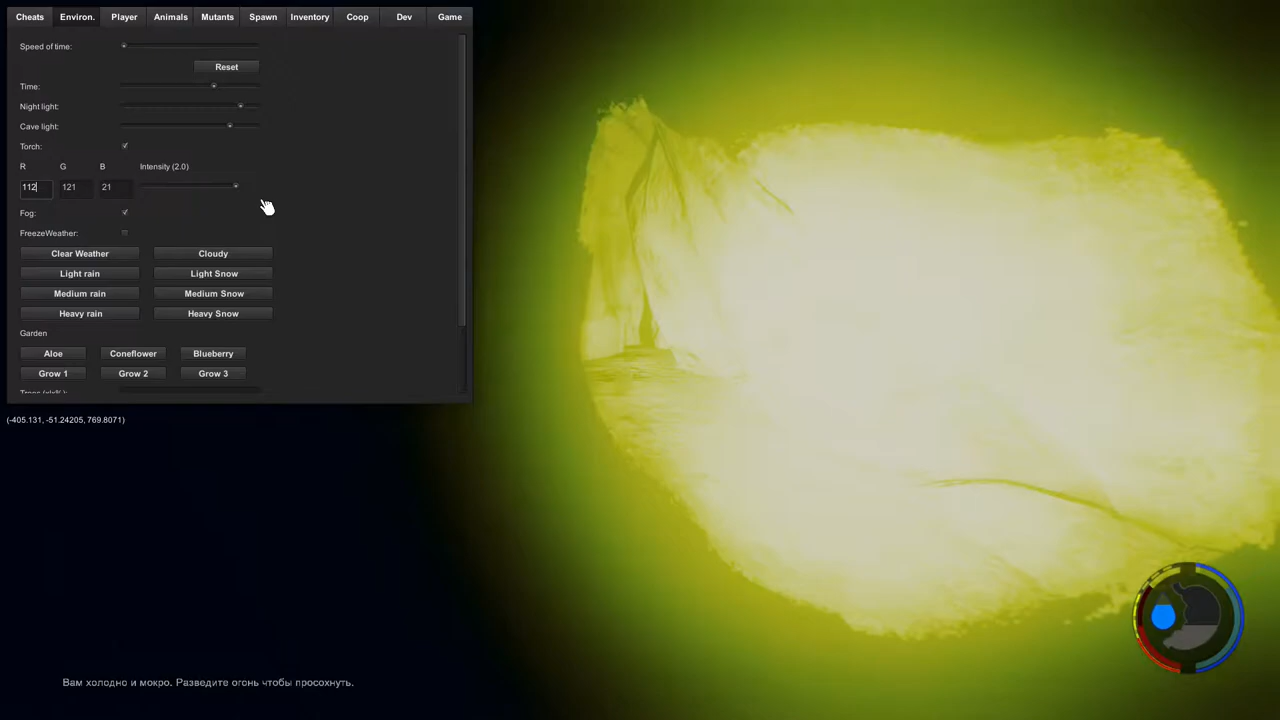 Cheats Environ. Player Animals Mutants Spawn Inventory Coop Dev Game
Speed of time:
Reset
Time:
Night light:
Cave light:
Torch:
R G B Intensity (2.0)
112 121 21
Fog:
FreezeWeather:
Clear Weather Cloudy
Light rain Light Snow
Medium rain Medium Snow
Heavy rain Heavy Snow
Garden
Aloe Coneflower Blueberry
Grow 1 Grow 2 Grow 3
(-405.131, -51.24205, 769.8071)
Вам холодно и мокро. Разведите огонь чтобы просохнуть.